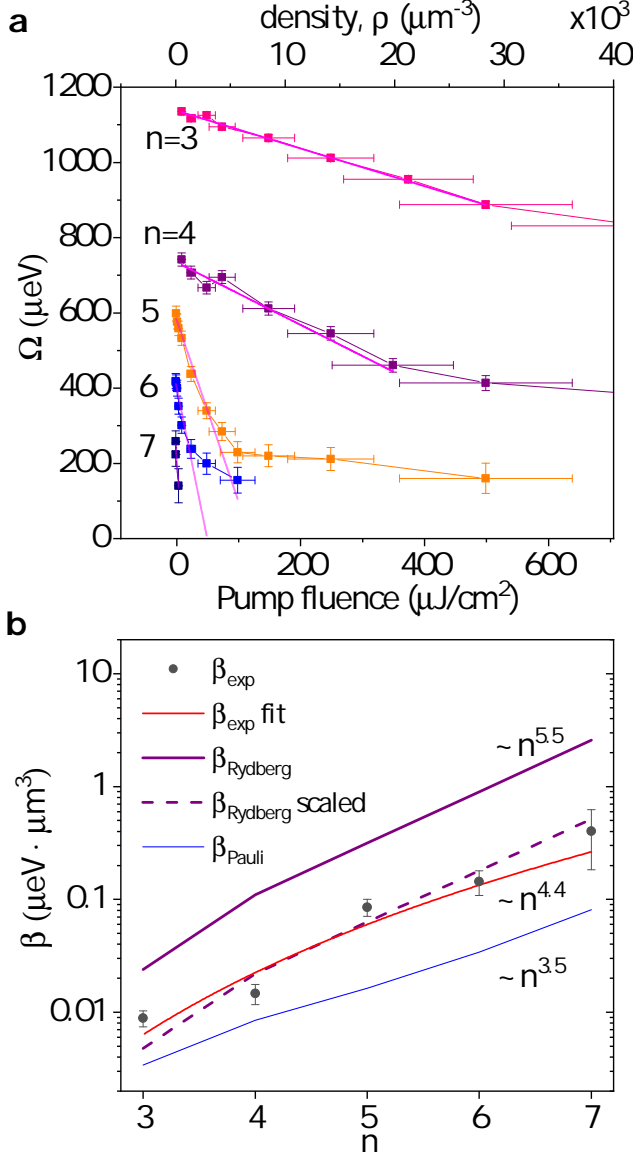 a
density, ρ (μm⁻³)
x10³
0 10 20 30 40
1200
1000
800
600
400
200
0
Ω (μeV)
n=3
n=4
5
6
7
0 200 400 600
Pump fluence (μJ/cm²)
b
10
1
0.1
0.01
β (μeV · μm³)
β_exp
β_exp fit
β_Rydberg
β_Rydberg scaled
β_Pauli
~ n^5.5
~ n^4.4
~ n^3.5
3 4 5 6 7
n